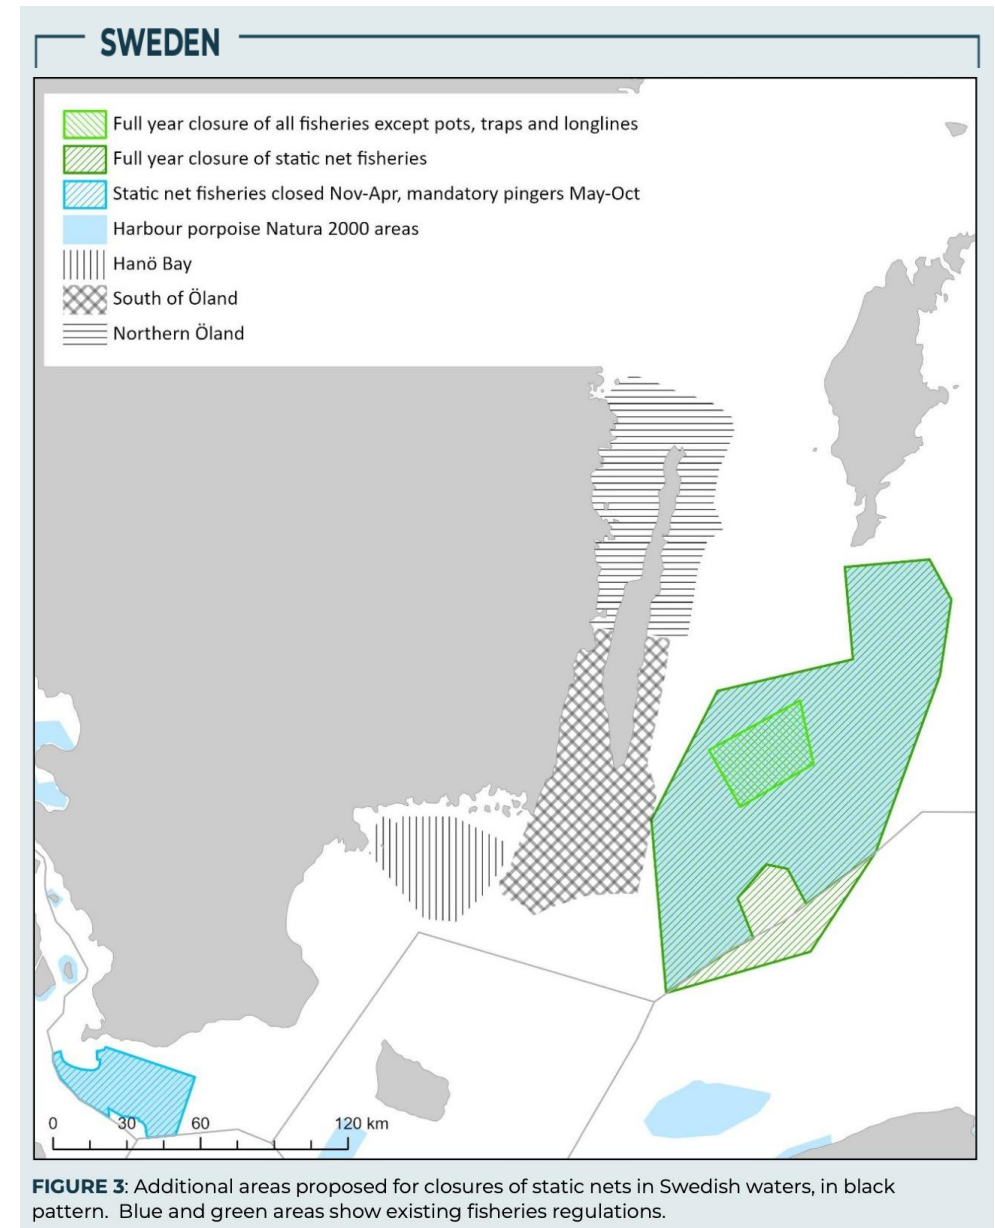 SWEDEN
Full year closure of all fisheries except pots, traps and longlines
Full year closure of static net fisheries
Static net fisheries closed Nov-Apr, mandatory pingers May-Oct
Harbour porpoise Natura 2000 areas
Hanö Bay
South of Öland
Northern Öland
0 30 60 120 km
FIGURE 3: Additional areas proposed for closures of static nets in Swedish waters, in black
pattern. Blue and green areas show existing fisheries regulations.